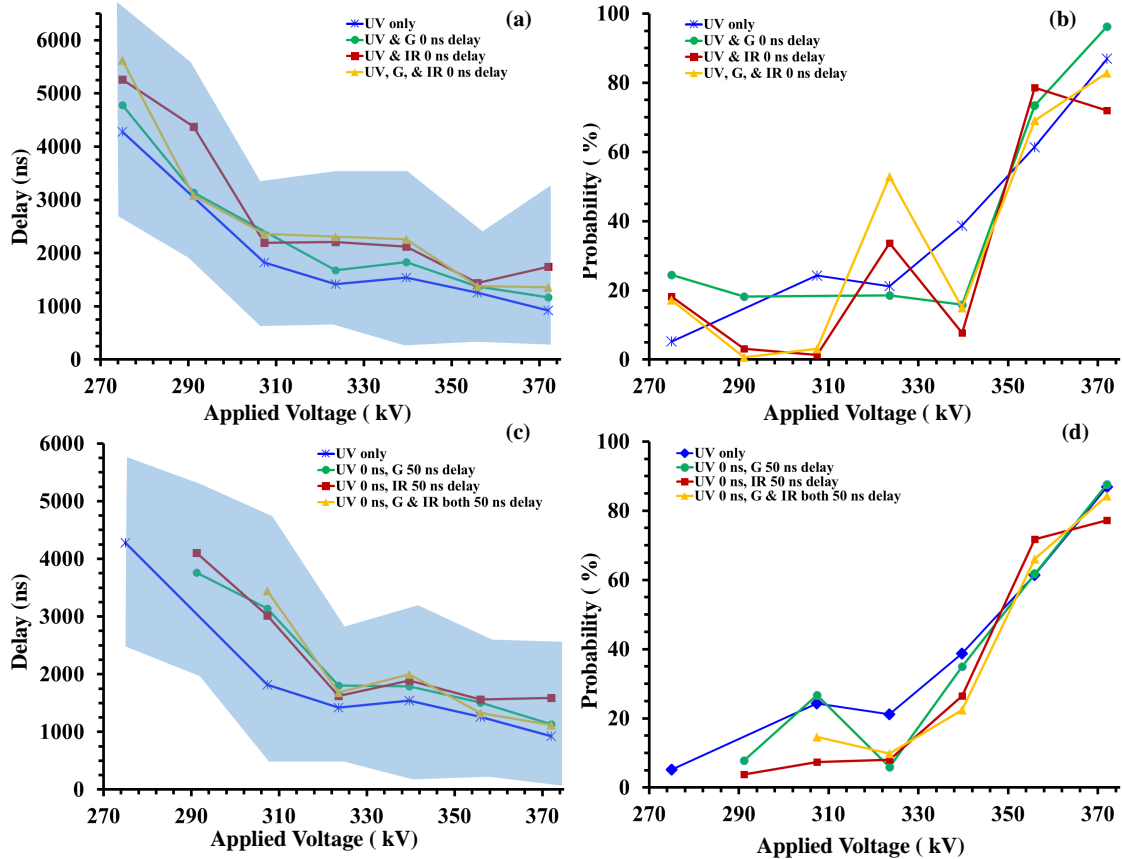 (a)
UV only
UV & G 0 ns delay
UV & IR 0 ns delay
UV, G, & IR 0 ns delay
6000
5000
4000
3000
2000
1000
0
Delay (ns)
270 290 310 330 350 370
Applied Voltage ( kV)
(b)
UV only
UV & G 0 ns delay
UV & IR 0 ns delay
UV, G, & IR 0 ns delay
100
80
60
40
20
0
Probability ( %)
270 290 310 330 350 370
Applied Voltage ( kV)
(c)
UV only
UV 0 ns, G 50 ns delay
UV 0 ns, IR 50 ns delay
UV 0 ns, G & IR both 50 ns delay
6000
5000
4000
3000
2000
1000
0
Delay (ns)
270 290 310 330 350 370
Applied Voltage ( kV)
(d)
UV only
UV 0 ns, G 50 ns delay
UV 0 ns, IR 50 ns delay
UV 0 ns, G & IR both 50 ns delay
100
80
60
40
20
0
Probability ( %)
270 290 310 330 350 370
Applied Voltage ( kV)